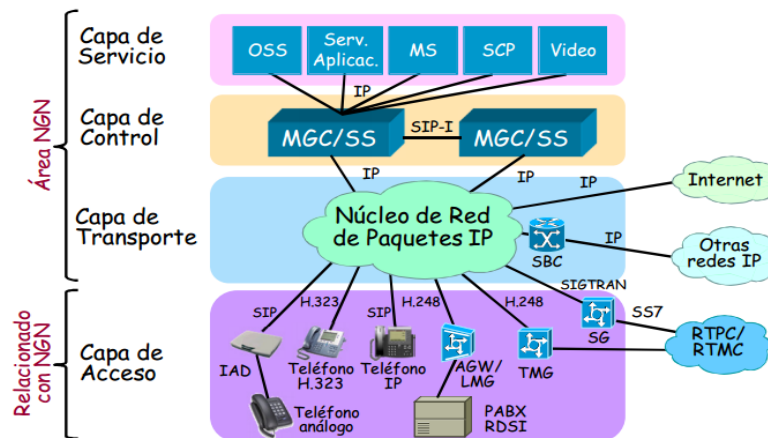 Área NGN
Relacionado
con NGN
Capa de
Servicio
OSS
Serv.
Aplicac.
MS
SCP
Video
IP
Capa de
Control
MGC/SS
SIP-I
MGC/SS
IP
IP
IP
Internet
Capa de
Transporte
Núcleo de Red
de Paquetes IP
SBC
IP
Otras
redes IP
SIGTRAN
Capa de
Acceso
SIP
H.323
SIP
H.248
H.248
SG
SS7
RTPC/
RTMC
IAD
Teléfono
H.323
Teléfono
IP
AGW/
LMG
TMG
Teléfono
análogo
PABX
RDSI